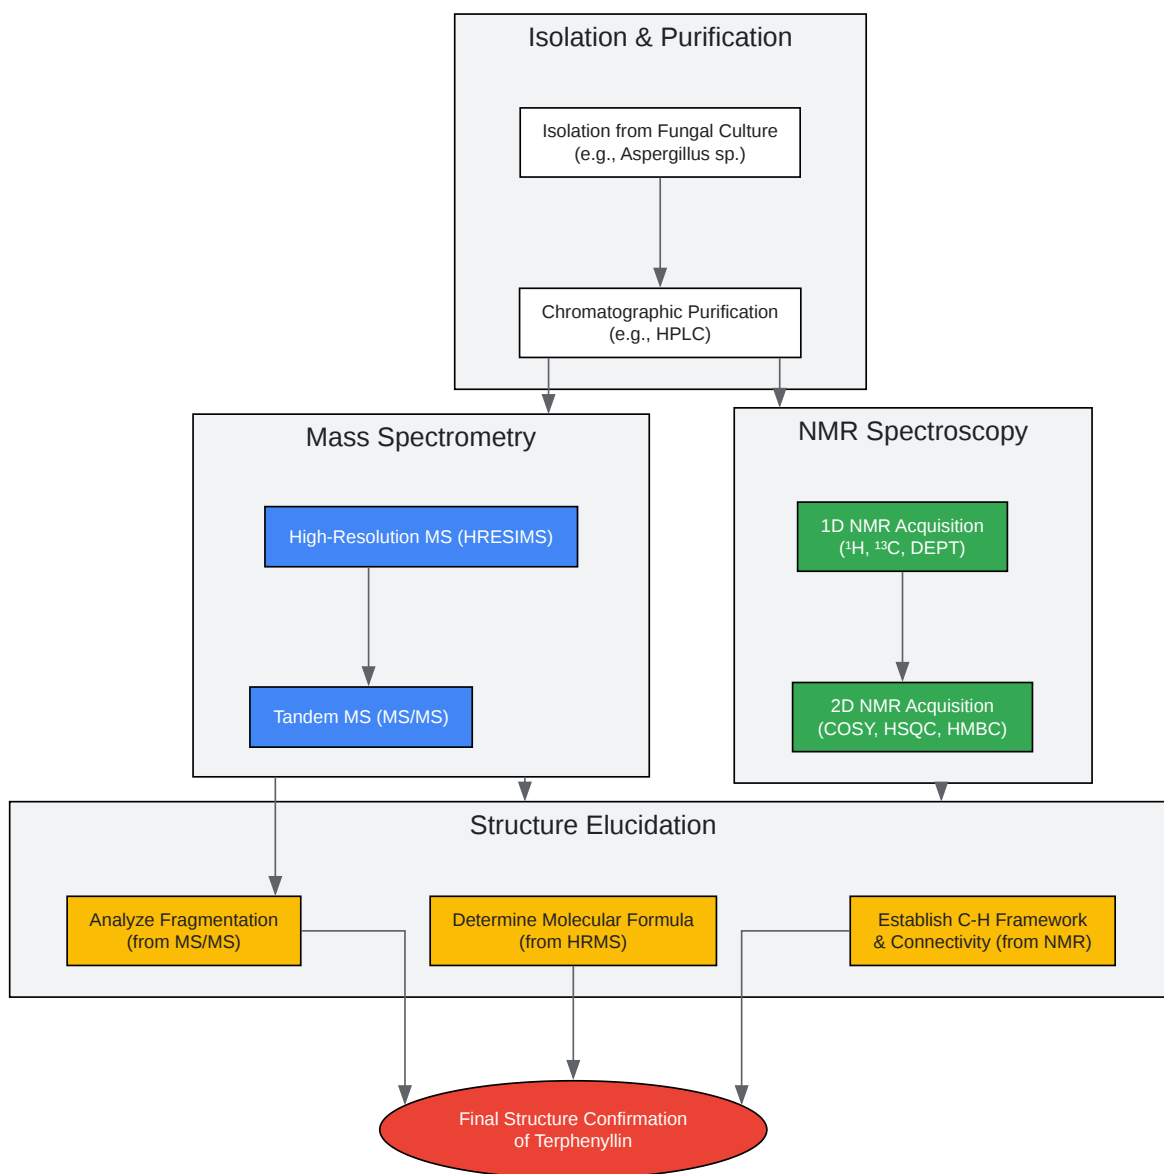 Isolation & Purification
Isolation from Fungal Culture
(e.g., Aspergillus sp.)
Chromatographic Purification
(e.g., HPLC)
Mass Spectrometry
High-Resolution MS (HRESIMS)
Tandem MS (MS/MS)
NMR Spectroscopy
1D NMR Acquisition
(¹H, ¹³C, DEPT)
2D NMR Acquisition
(COSY, HSQC, HMBC)
Structure Elucidation
Analyze Fragmentation
(from MS/MS)
Determine Molecular Formula
(from HRMS)
Establish C-H Framework
& Connectivity (from NMR)
Final Structure Confirmation
of Terphenyllin